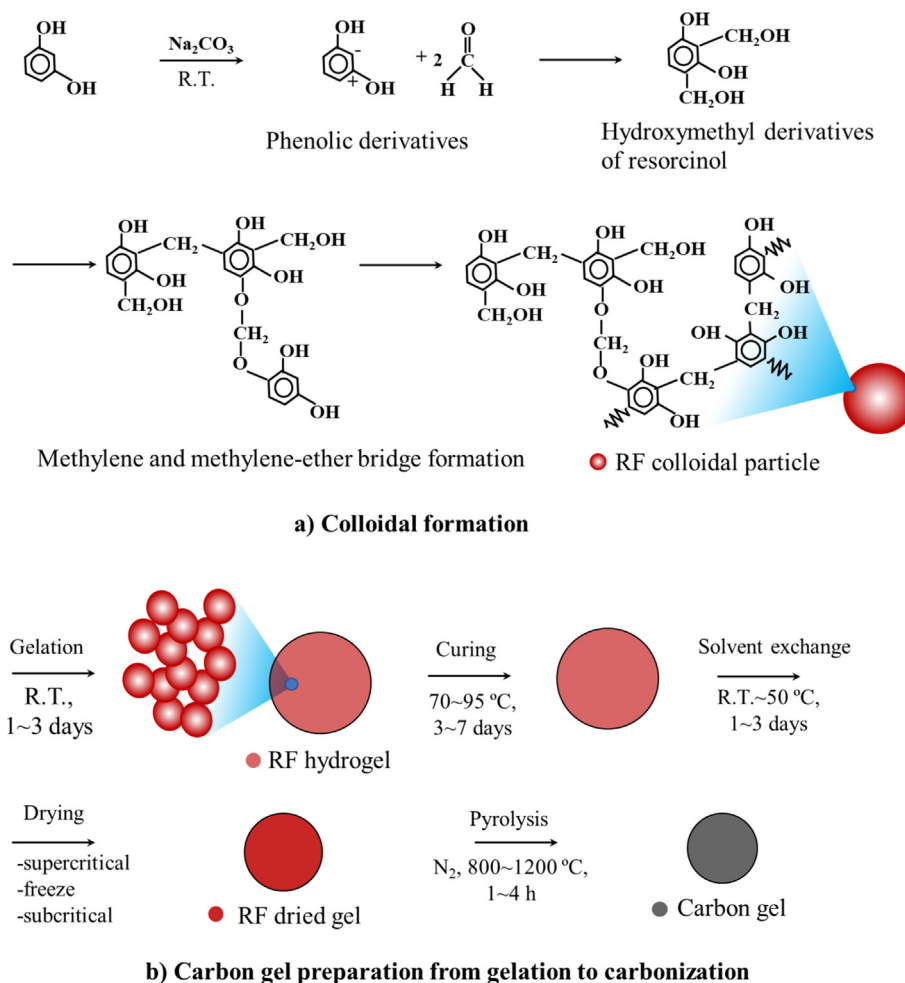 OH
OH
Na₂CO₃
R.T.
OH
-
+
OH
+ 2
O
C
H H
OH
CH₂OH
OH
CH₂OH
Phenolic derivatives
Hydroxymethyl derivatives
of resorcinol
OH
CH₂
OH
CH₂OH
OH
OH
CH₂OH
O
CH₂
O
OH
OH
OH
CH₂
OH
CH₂OH
OH
OH
CH₂OH
O
CH₂
O
OH
CH₂
OH
OH
OH
CH₂
OH
OH
Methylene and methylene-ether bridge formation
RF colloidal particle
a) Colloidal formation
Gelation
R.T.,
1~3 days
RF hydrogel
Curing
70~95 ºC,
3~7 days
Solvent exchange
R.T.~50 ºC,
1~3 days
Drying
-supercritical
-freeze
-subcritical
RF dried gel
Pyrolysis
N₂, 800~1200 ºC,
1~4 h
Carbon gel
b) Carbon gel preparation from gelation to carbonization